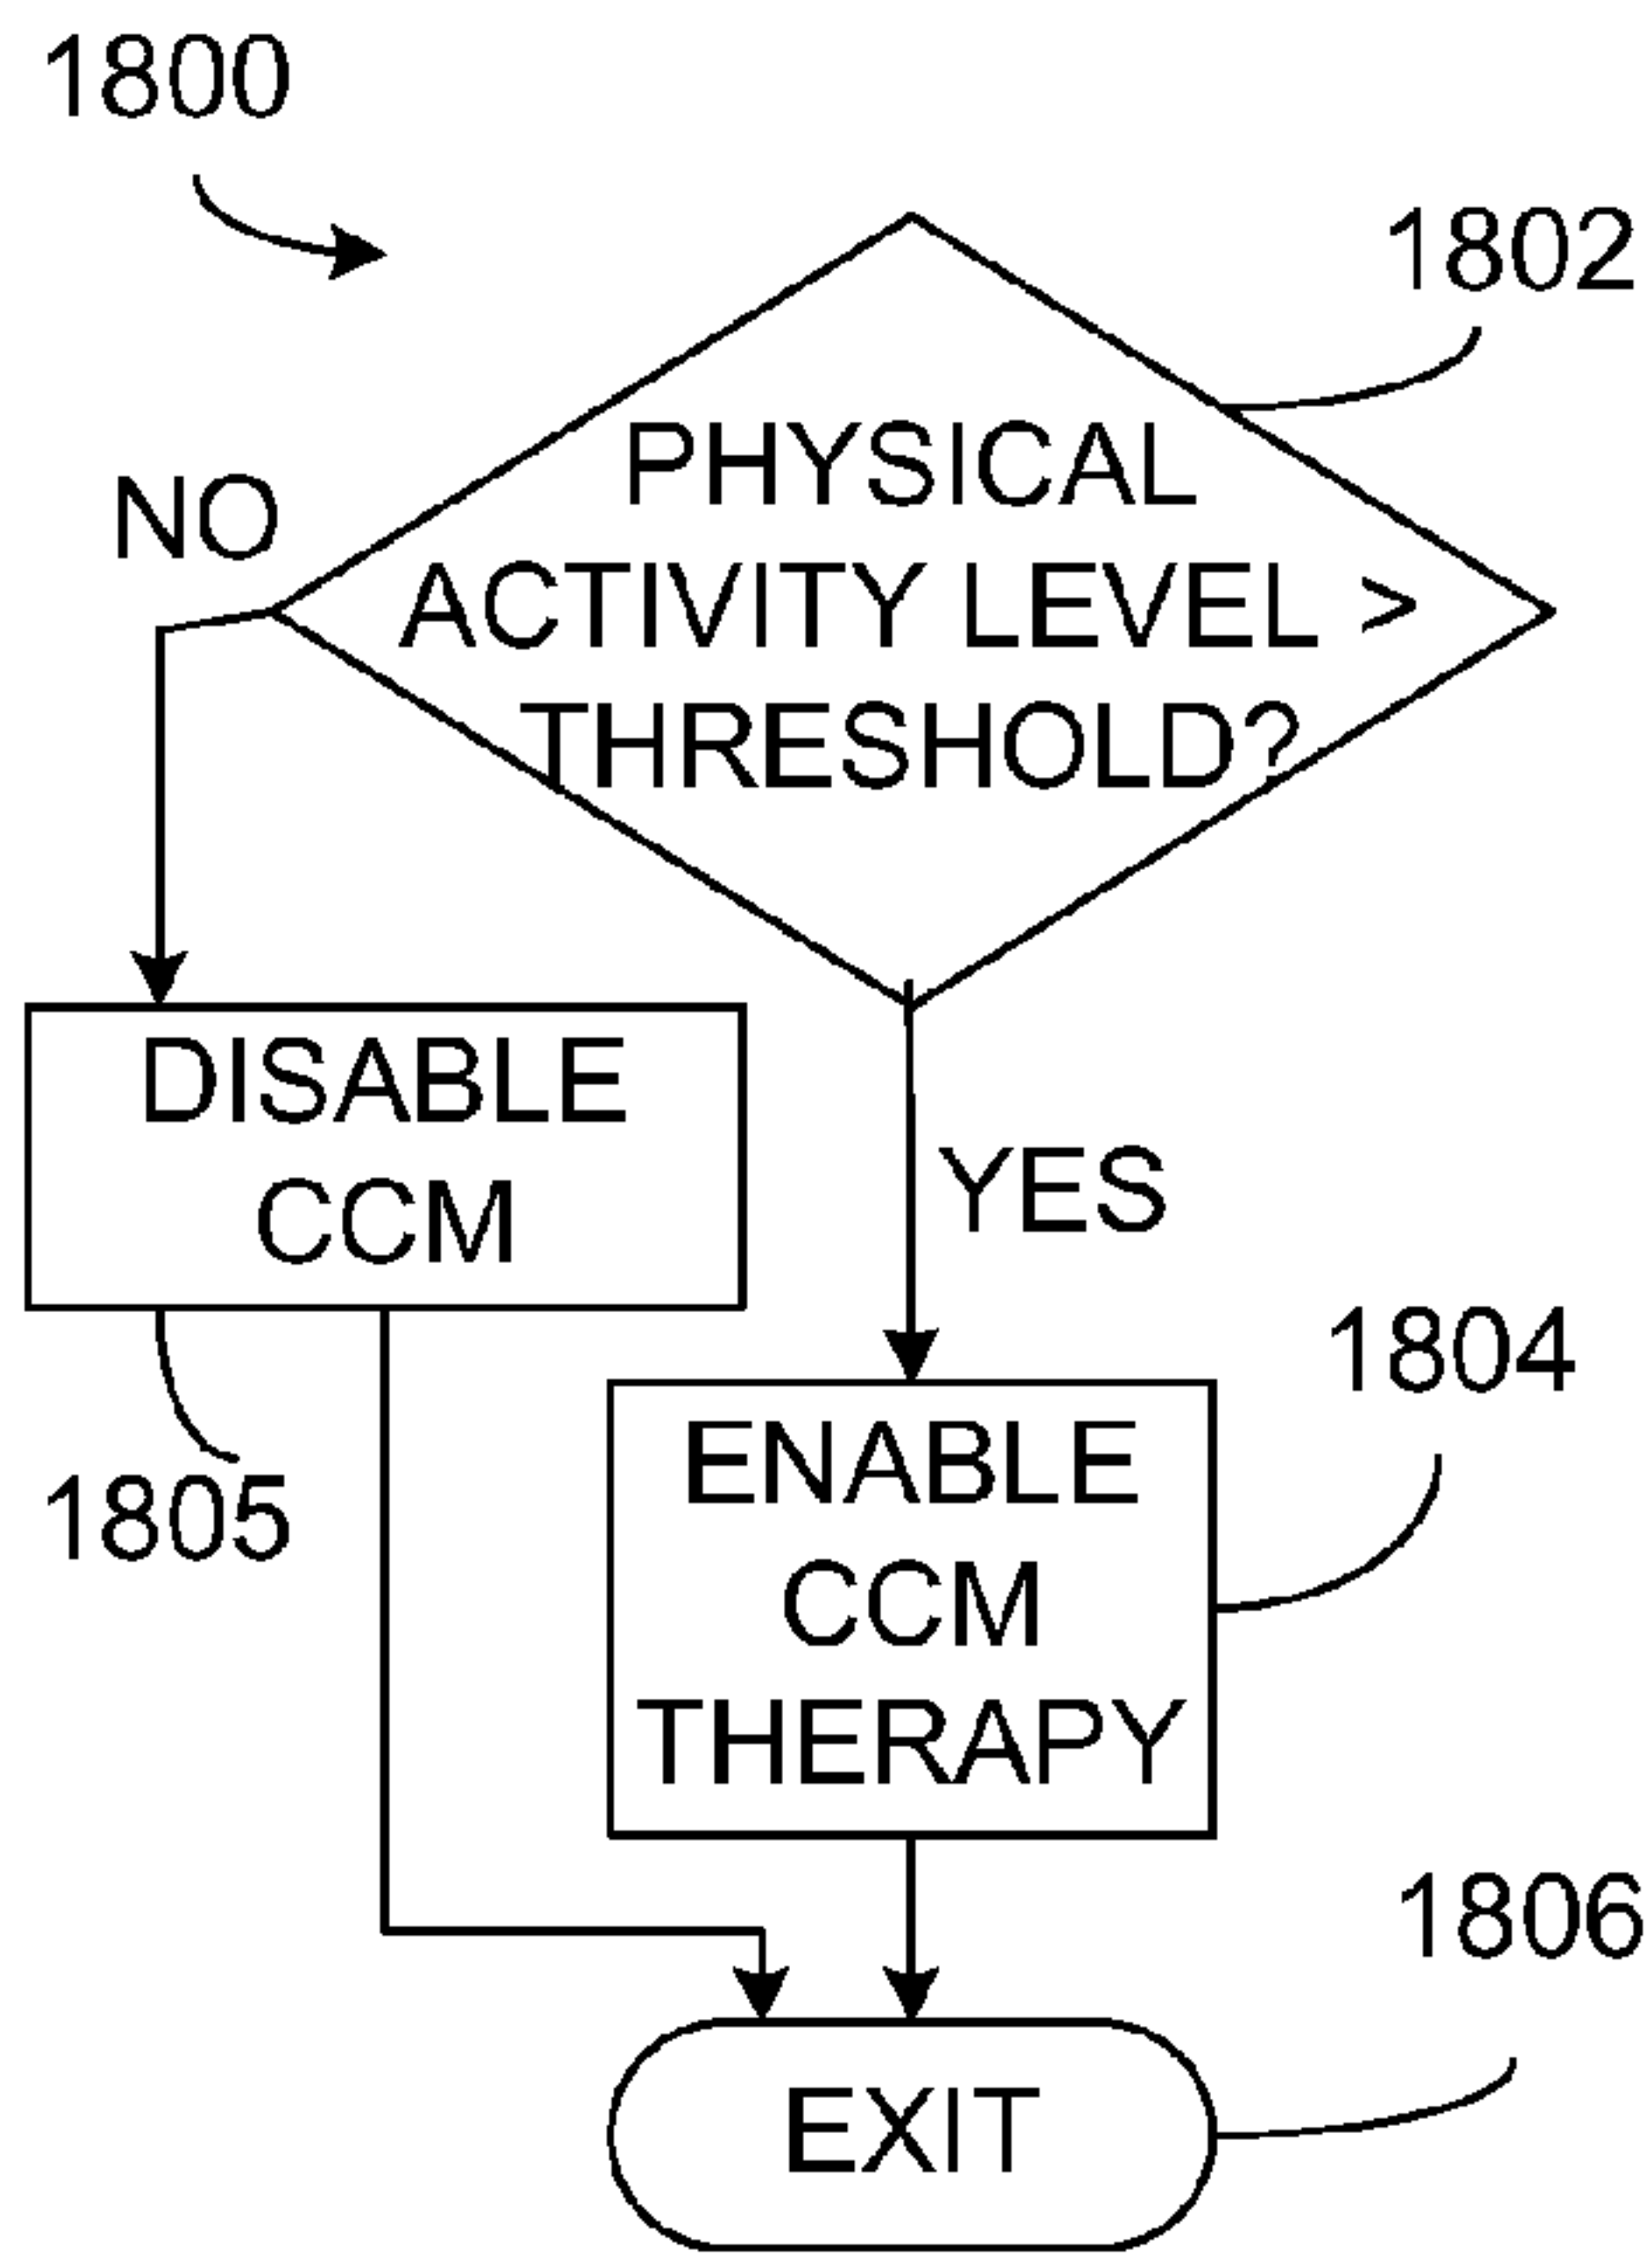 1800
1802
PHYSICAL
ACTIVITY LEVEL >
THRESHOLD?
NO
DISABLE
CCM
YES
1804
1805
ENABLE
CCM
THERAPY
1806
EXIT